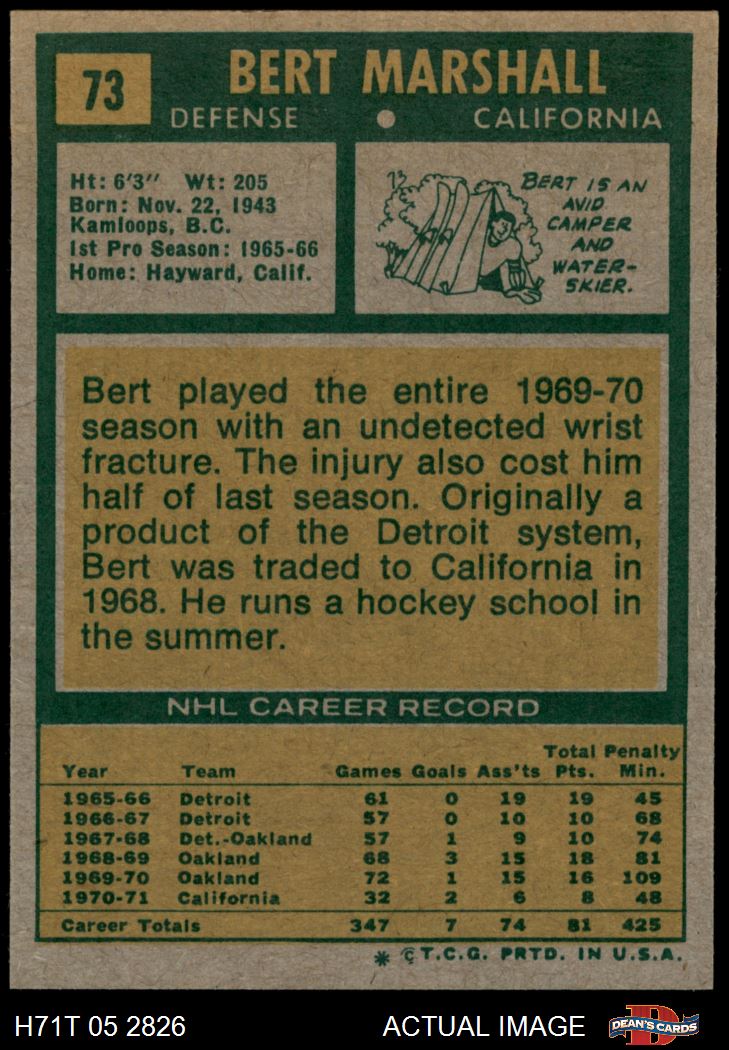 73
BERT MARSHALL
DEFENSE • CALIFORNIA
Ht: 6'3" Wt: 205
Born: Nov. 22, 1943
Kamloops, B.C.
1st Pro Season: 1965-66
Home: Hayward, Calif.
BERT IS AN
AVID
CAMPER
AND
WATER-
SKIER.
Bert played the entire 1969-70
season with an undetected wrist
fracture. The injury also cost him
half of last season. Originally a
product of the Detroit system,
Bert was traded to California in
1968. He runs a hockey school in
the summer.
NHL CAREER RECORD
Total Penalty
Year Team Games Goals Ass'ts Pts. Min.
1965-66 Detroit 61 0 19 19 45
1966-67 Detroit 57 0 10 10 68
1967-68 Det.-Oakland 57 1 9 10 74
1968-69 Oakland 68 3 15 18 81
1969-70 Oakland 72 1 15 16 109
1970-71 California 32 2 6 8 48
Career Totals 347 7 74 81 425
* © T.C.G. PRTD. IN U.S.A.
H71T 05 2826 ACTUAL IMAGE DEAN'S CARDS